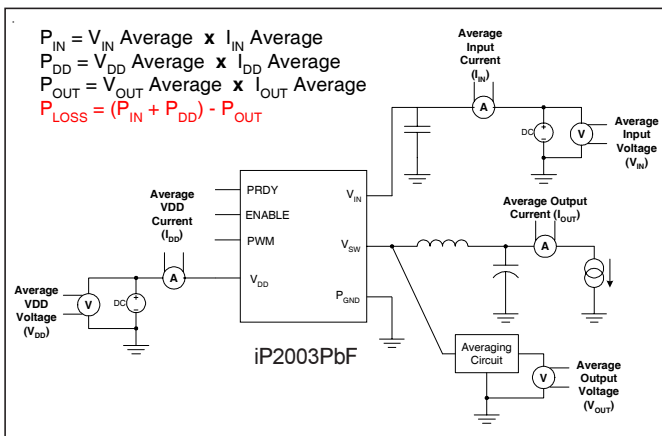 P_IN = V_IN Average x I_IN Average
P_DD = V_DD Average x I_DD Average
P_OUT = V_OUT Average x I_OUT Average
P_LOSS = (P_IN + P_DD) - P_OUT
Average
Input
Current
(I_IN)
A
DC
V
Average
Input
Voltage
(V_IN)
Average
VDD
Current
(I_DD)
A
Average
VDD
Voltage
(V_DD)
V
DC
PRDY
ENABLE
PWM
V_DD
V_IN
V_SW
P_GND
iP2003PbF
Average Output
Current (I_OUT)
A
Averaging
Circuit
V
Average
Output
Voltage
(V_OUT)